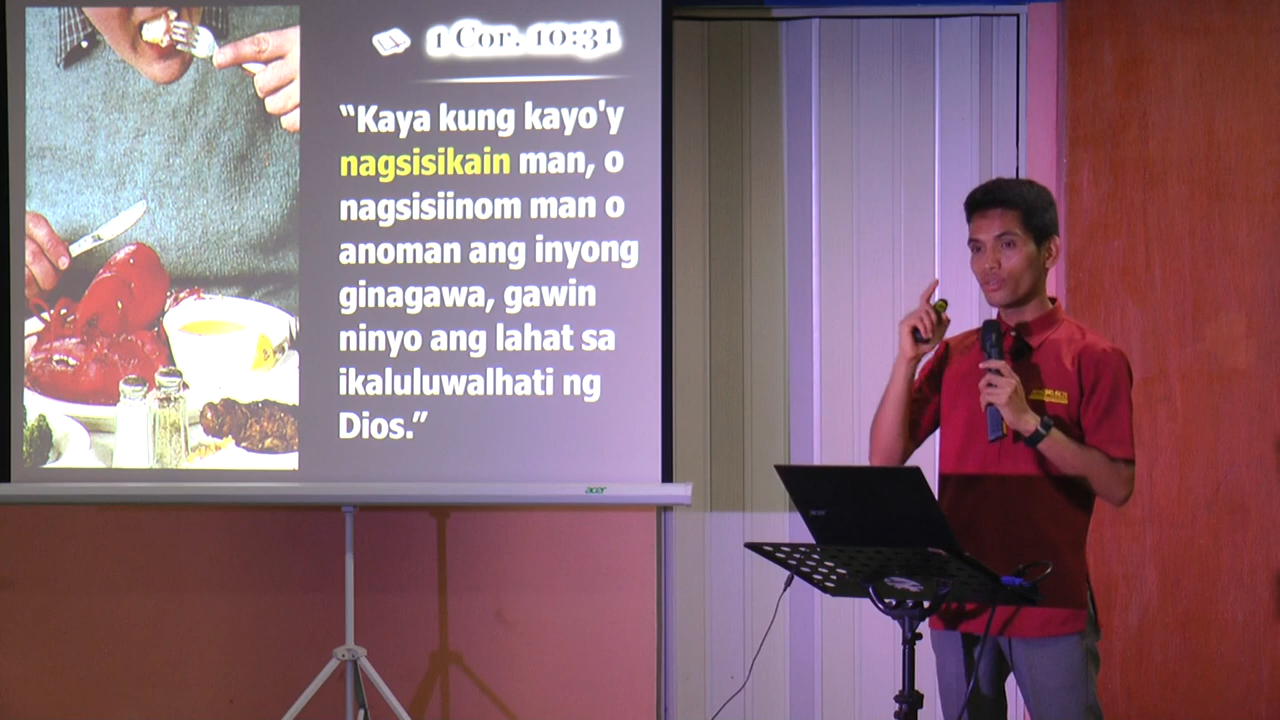 1 Cor. 10:31
“Kaya kung kayo'y
nagsisikain man, o
nagsisiinom man o
anoman ang inyong
ginagawa, gawin
ninyo ang lahat sa
ikaluluwalhati ng
Dios.”
acer
acer